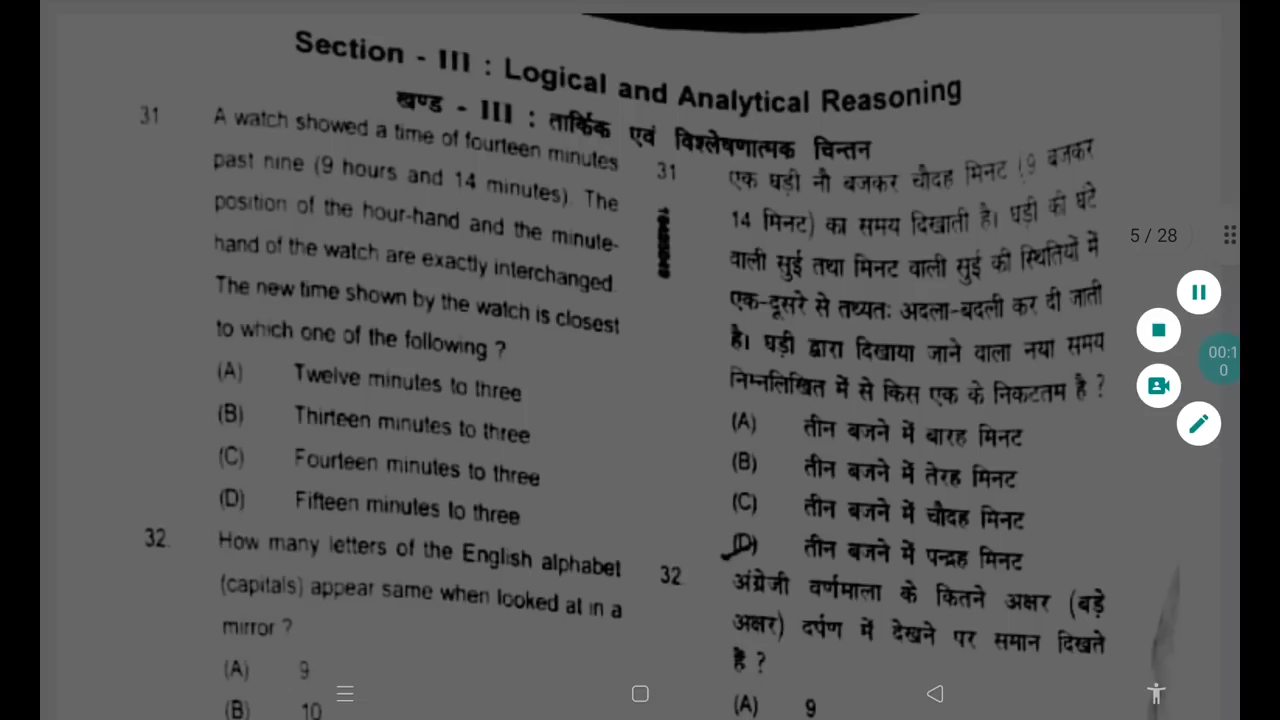 Section - III : Logical and Analytical Reasoning
खण्ड - III : तार्किक एवं विश्लेषणात्मक चिन्तन
31 A watch showed a time of fourteen minutes
past nine (9 hours and 14 minutes). The
position of the hour-hand and the minute-
hand of the watch are exactly interchanged.
The new time shown by the watch is closest
to which one of the following ?
(A) Twelve minutes to three
(B) Thirteen minutes to three
(C) Fourteen minutes to three
(D) Fifteen minutes to three
32. How many letters of the English alphabet
(capitals) appear same when looked at in a
mirror ?
(A) 9
(B) 10
31 एक घड़ी नौ बजकर चौदह मिनट (9 बजकर
14 मिनट) का समय दिखाती है। घड़ी की घंटे
वाली सुई तथा मिनट वाली सुई की स्थितियों में
एक-दूसरे से तथ्यतः अदला-बदली कर दी जाती
है। घड़ी द्वारा दिखाया जाने वाला नया समय
निम्नलिखित में से किस एक के निकटतम है ?
(A) तीन बजने में बारह मिनट
(B) तीन बजने में तेरह मिनट
(C) तीन बजने में चौदह मिनट
(D) तीन बजने में पन्द्रह मिनट
32 अंग्रेजी वर्णमाला के कितने अक्षर (बड़े
अक्षर) दर्पण में देखने पर समान दिखते
हैं ?
(A) 9
5 / 28
00:1
0